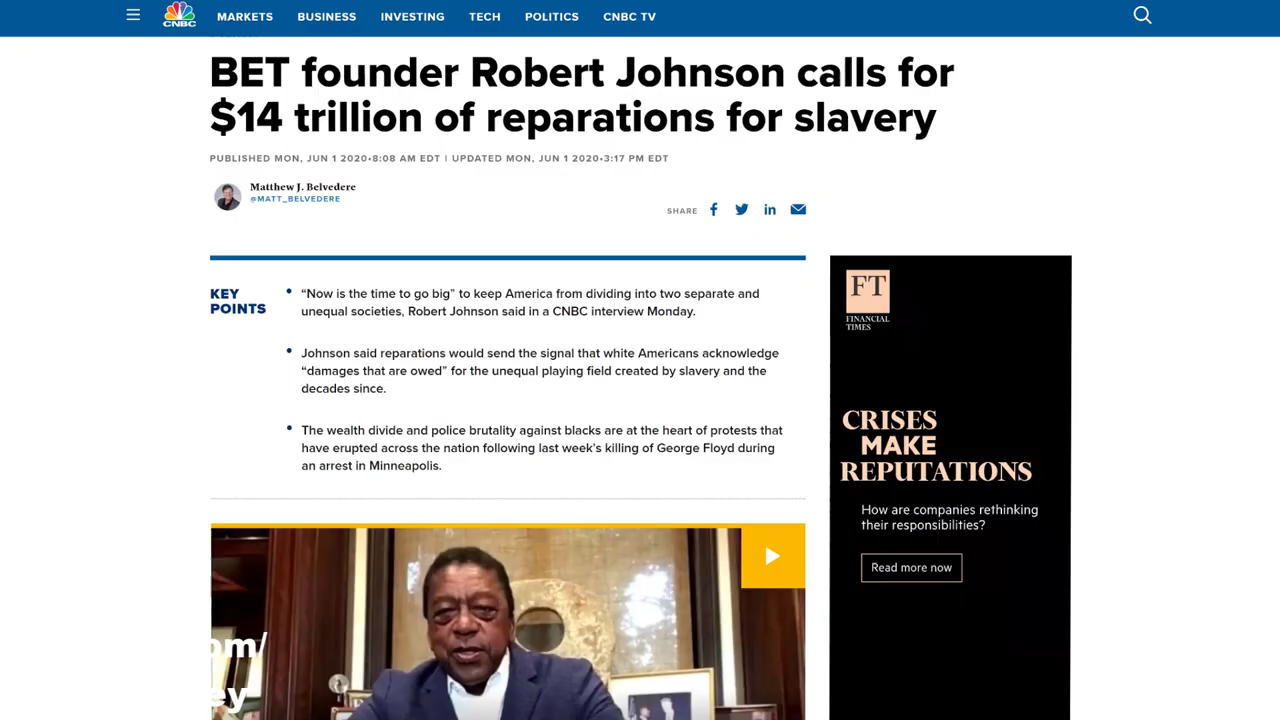 CNBC
MARKETS
BUSINESS
INVESTING
TECH
POLITICS
CNBC TV
BET founder Robert Johnson calls for
$14 trillion of reparations for slavery
PUBLISHED MON, JUN 1 2020•8:08 AM EDT | UPDATED MON, JUN 1 2020•3:17 PM EDT
Matthew J. Belvedere
@MATT_BELVEDERE
SHARE
KEY
POINTS
“Now is the time to go big” to keep America from dividing into two separate and
unequal societies, Robert Johnson said in a CNBC interview Monday.
Johnson said reparations would send the signal that white Americans acknowledge
“damages that are owed” for the unequal playing field created by slavery and the
decades since.
The wealth divide and police brutality against blacks are at the heart of protests that
have erupted across the nation following last week’s killing of George Floyd during
an arrest in Minneapolis.
FT
FINANCIAL
TIMES
CRISES
MAKE
REPUTATIONS
How are companies rethinking
their responsibilities?
Read more now
om/
ey